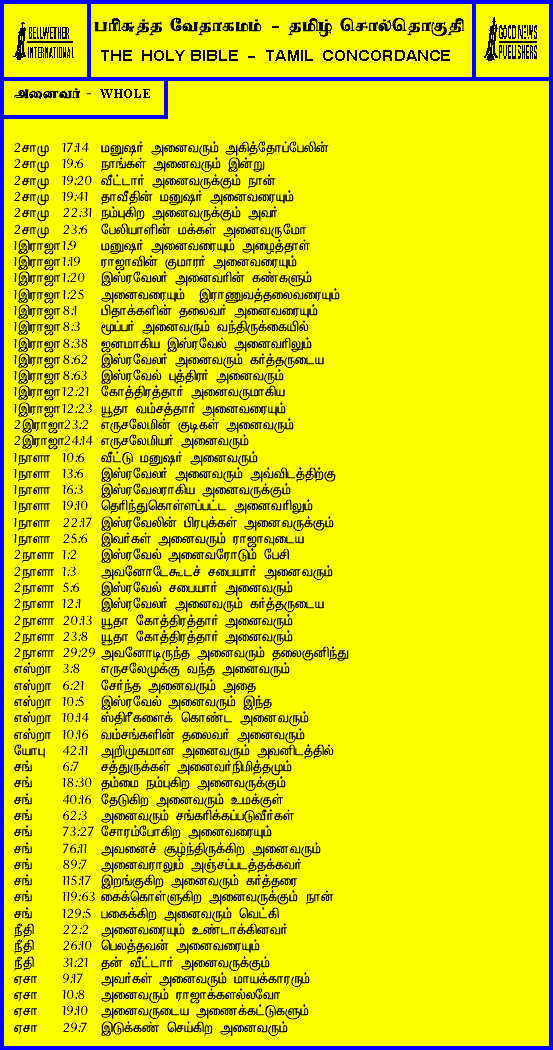 BELLWETHER
INTERNATIONAL
பரிசுத்த வேதாகமம் - தமிழ் சொல்தொகுதி
THE HOLY BIBLE - TAMIL CONCORDANCE
GOOD NEWS
PUBLISHERS
அனைவர் - WHOLE
2சாமு 17:14 மனுஷர் அனைவரும் அகித்தோப்பேலின்
2சாமு 19:6 நாங்கள் அனைவரும் இன்று
2சாமு 19:20 வீட்டார் அனைவருக்கும் நான்
2சாமு 19:41 தாவீதின் மனுஷர் அனைவரையும்
2சாமு 22:31 நம்புகிற அனைவருக்கும் அவர்
2சாமு 23:6 பேலியாளின் மக்கள் அனைவருமோ
1இராஜா 1:9 மனுஷர் அனைவரையும் அழைத்தாள்
1இராஜா 1:19 ராஜாவின் குமாரர் அனைவரையும்
1இராஜா 1:20 இஸ்ரவேலர் அனைவரின் கண்களும்
1இராஜா 1:25 அனைவரையும் இராணுவத்தலைவரையும்
1இராஜா 8:1 பிதாக்களின் தலைவர் அனைவரையும்
1இராஜா 8:3 மூப்பர் அனைவரும் வந்திருக்கையில்
1இராஜா 8:38 ஜனமாகிய இஸ்ரவேல் அனைவரிலும்
1இராஜா 8:62 இஸ்ரவேலர் அனைவரும் கர்த்தருடைய
1இராஜா 8:63 இஸ்ரவேல் புத்திரர் அனைவரும்
1இராஜா 12:21 கோத்திரத்தார் அனைவருமாகிய
1இராஜா 12:23 யூதா வம்சத்தார் அனைவரையும்
2இராஜா 23:2 எருசலேமின் குடிகள் அனைவரும்
2இராஜா 24:14 எருசலேமியர் அனைவரும்
1நாளா 10:6 வீட்டு மனுஷர் அனைவரும்
1நாளா 13:6 இஸ்ரவேலர் அனைவரும் அவ்விடத்திற்கு
1நாளா 16:3 இஸ்ரவேலராகிய அனைவருக்கும்
1நாளா 19:10 தெரிந்துகொள்ளப்பட்ட அனைவரிலும்
1நாளா 22:17 இஸ்ரவேலின் பிரபுக்கள் அனைவருக்கும்
1நாளா 25:6 இவர்கள் அனைவரும் ராஜாவுடைய
2நாளா 1:2 இஸ்ரவேல் அனைவரோடும் பேசி
2நாளா 1:3 அவனோடேகூடச் சபையார் அனைவரும்
2நாளா 5:6 இஸ்ரவேல் சபையார் அனைவரும்
2நாளா 12:1 இஸ்ரவேலர் அனைவரும் கர்த்தருடைய
2நாளா 20:13 யூதா கோத்திரத்தார் அனைவரும்
2நாளா 23:8 யூதா கோத்திரத்தார் அனைவரும்
2நாளா 29:29 அவனோடிருந்த அனைவரும் தலைகுனிந்து
எஸ்றா 3:8 எருசலேமுக்கு வந்த அனைவரும்
எஸ்றா 6:21 சேர்ந்த அனைவரும் அதை
எஸ்றா 10:5 இஸ்ரவேல் அனைவரும் இந்த
எஸ்றா 10:14 ஸ்திரீகளைக் கொண்ட அனைவரும்
எஸ்றா 10:16 வம்சங்களின் தலைவர் அனைவரும்
யோபு 42:11 அறிமுகமான அனைவரும் அவனிடத்தில்
சங் 6:7 சத்துருக்கள் அனைவர்நிமித்தமும்
சங் 18:30 தம்மை நம்புகிற அனைவருக்கும்
சங் 40:16 தேடுகிற அனைவரும் உமக்குள்
சங் 62:3 அனைவரும் சங்கரிக்கப்படுவீர்கள்
சங் 73:27 சோரம்போகிற அனைவரையும்
சங் 76:11 அவனைச் சூழ்ந்திருக்கிற அனைவரும்
சங் 89:7 அனைவராலும் அஞ்சப்படத்தக்கவர்
சங் 115:17 இறங்குகிற அனைவரும் கர்த்தரை
சங் 119:63 கைக்கொள்ளுகிற அனைவருக்கும் நான்
சங் 129:5 பகைக்கிற அனைவரும் வெட்கி
நீதி 22:2 அனைவரையும் உண்டாக்கினவர்
நீதி 26:10 பெலத்தவன் அனைவரையும்
நீதி 31:21 தன் வீட்டார் அனைவருக்கும்
ஏசா 9:17 அவர்கள் அனைவரும் மாயக்காரரும்
ஏசா 10:8 அனைவரும் ராஜாக்களல்லவோ
ஏசா 19:10 அனைவருடைய அணைக்கட்டுகளும்
ஏசா 29:7 இடுக்கண் செய்கிற அனைவரும்